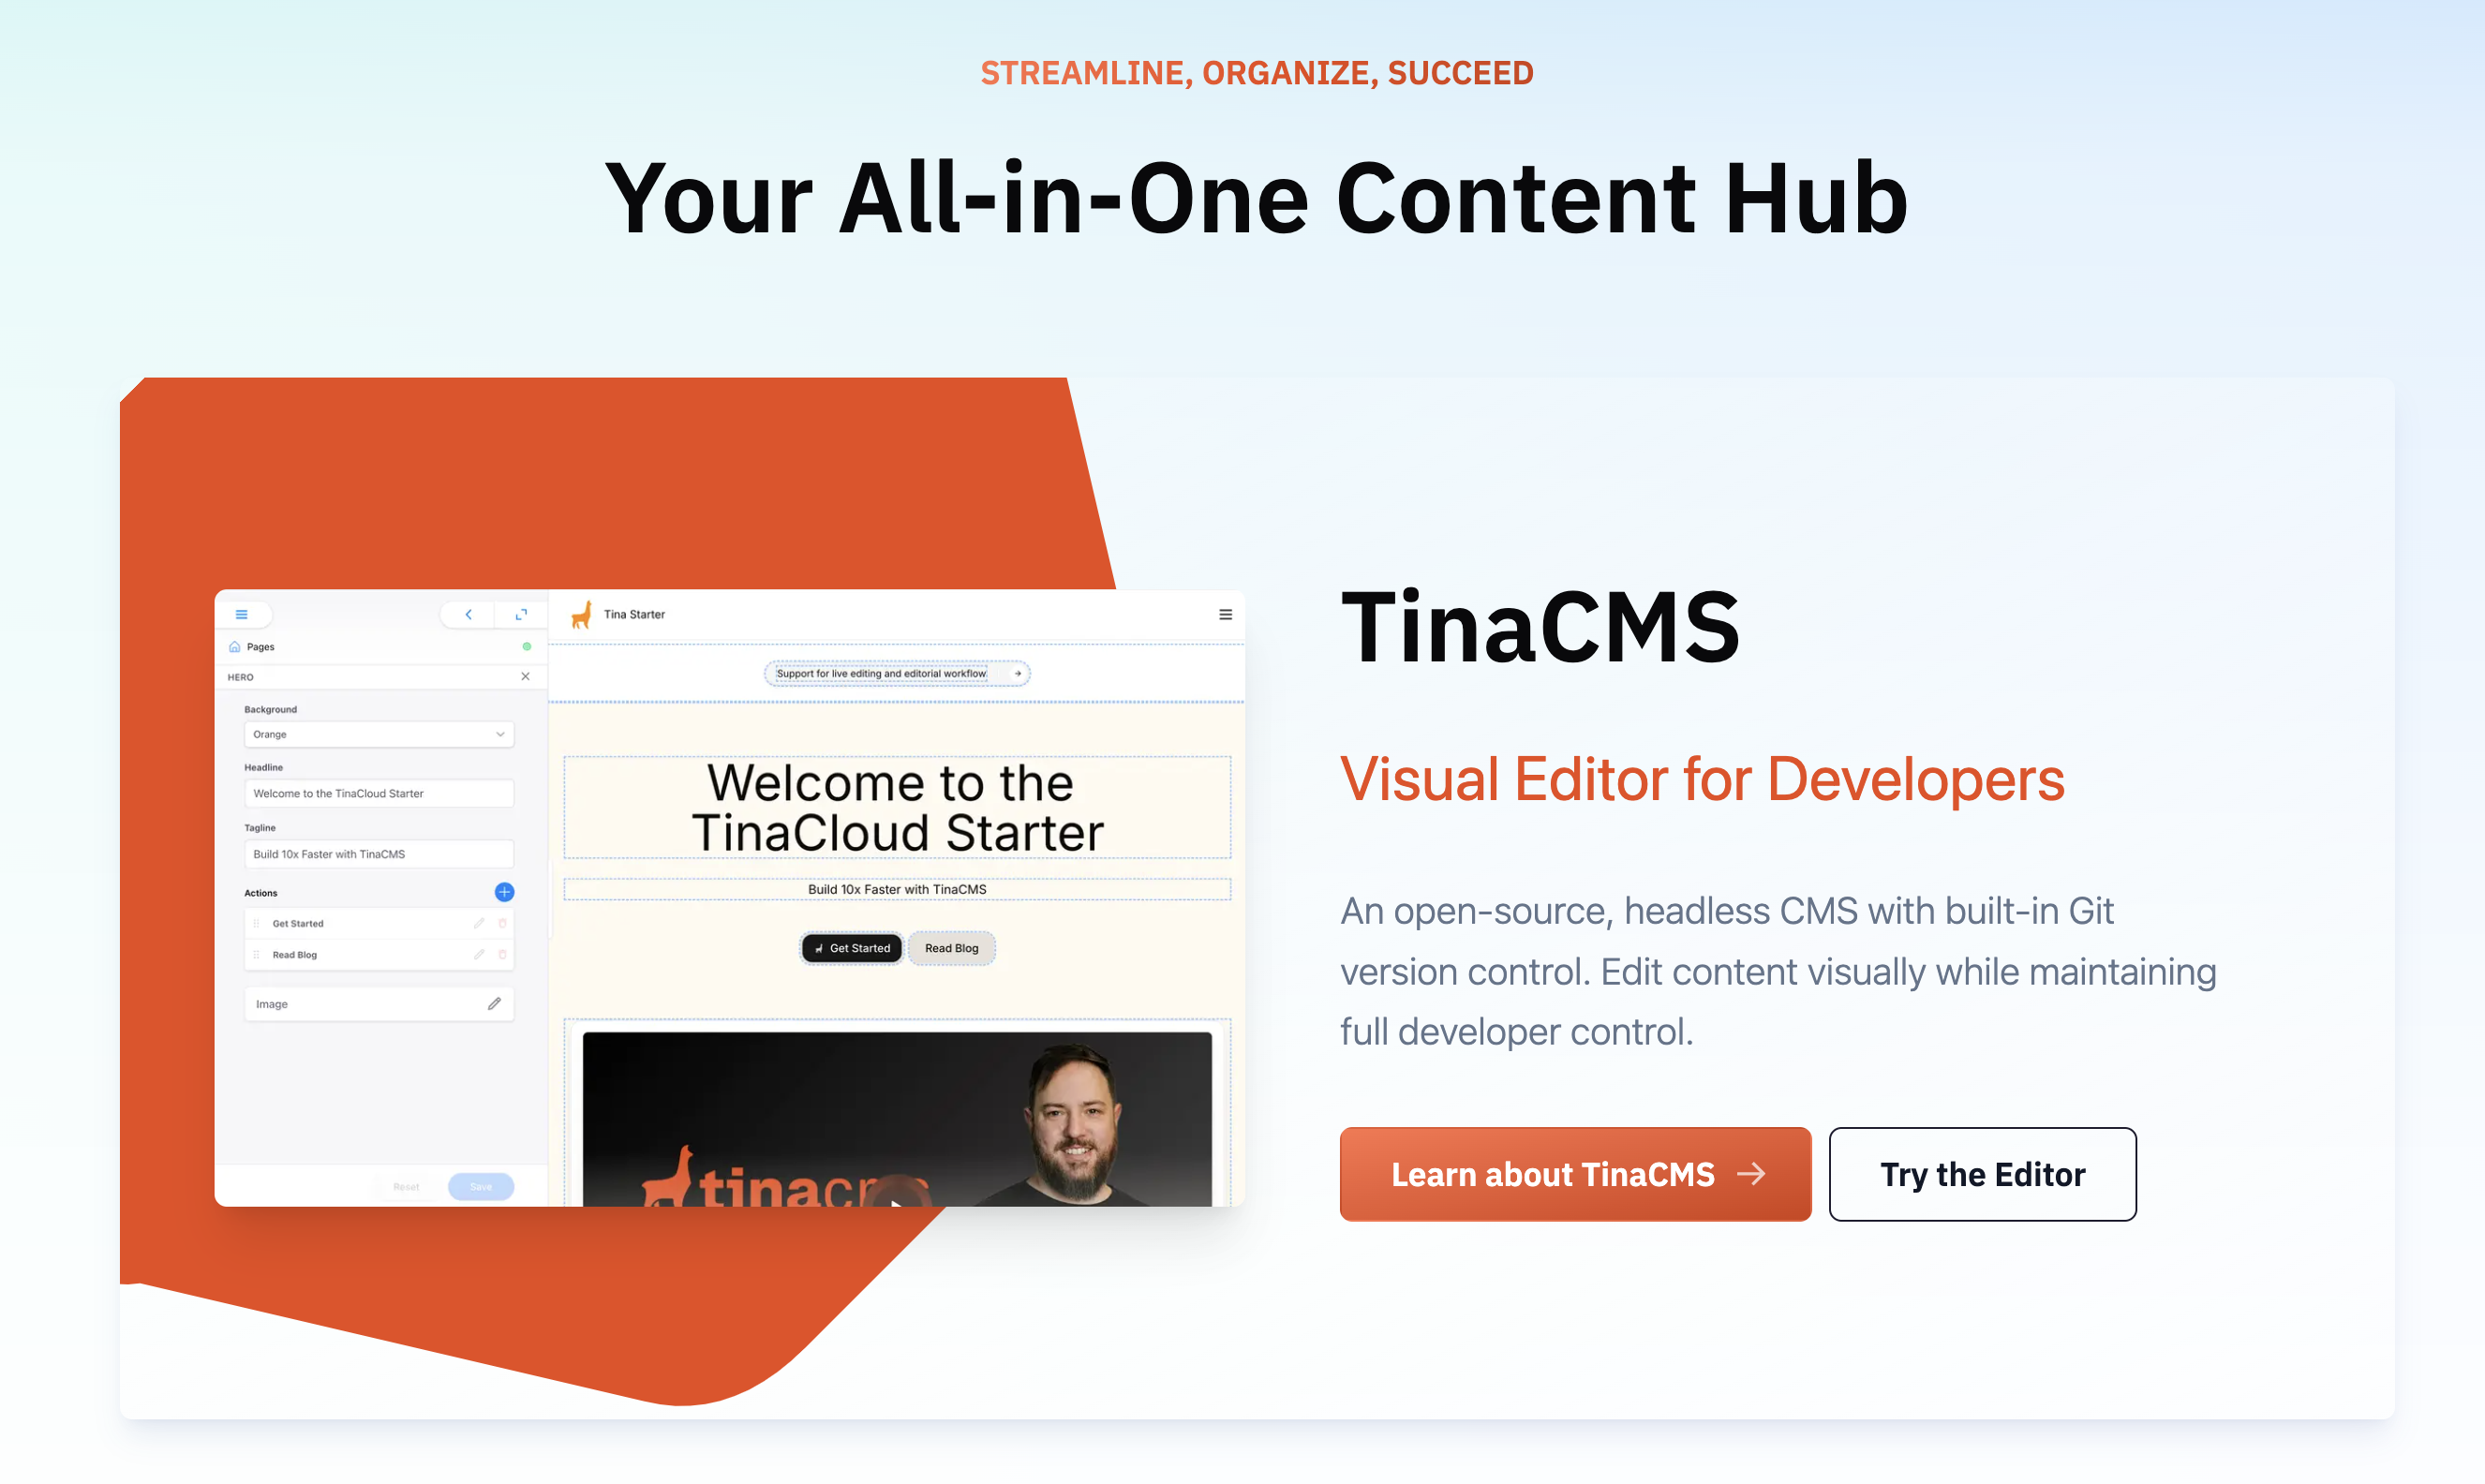 STREAMLINE, ORGANIZE, SUCCEED
Your All-in-One Content Hub
Pages
HERO
Background
Orange
Headline
Welcome to the TinaCloud Starter
Tagline
Build 10x Faster with TinaCMS
Actions
Get Started
Read Blog
Image
Reset
Save
Tina Starter
Support for live editing and editorial workflow
Welcome to the
TinaCloud Starter
Build 10x Faster with TinaCMS
Get Started
Read Blog
tinacms
TinaCMS
Visual Editor for Developers
An open-source, headless CMS with built-in Git
version control. Edit content visually while maintaining
full developer control.
Learn about TinaCMS →
Try the Editor